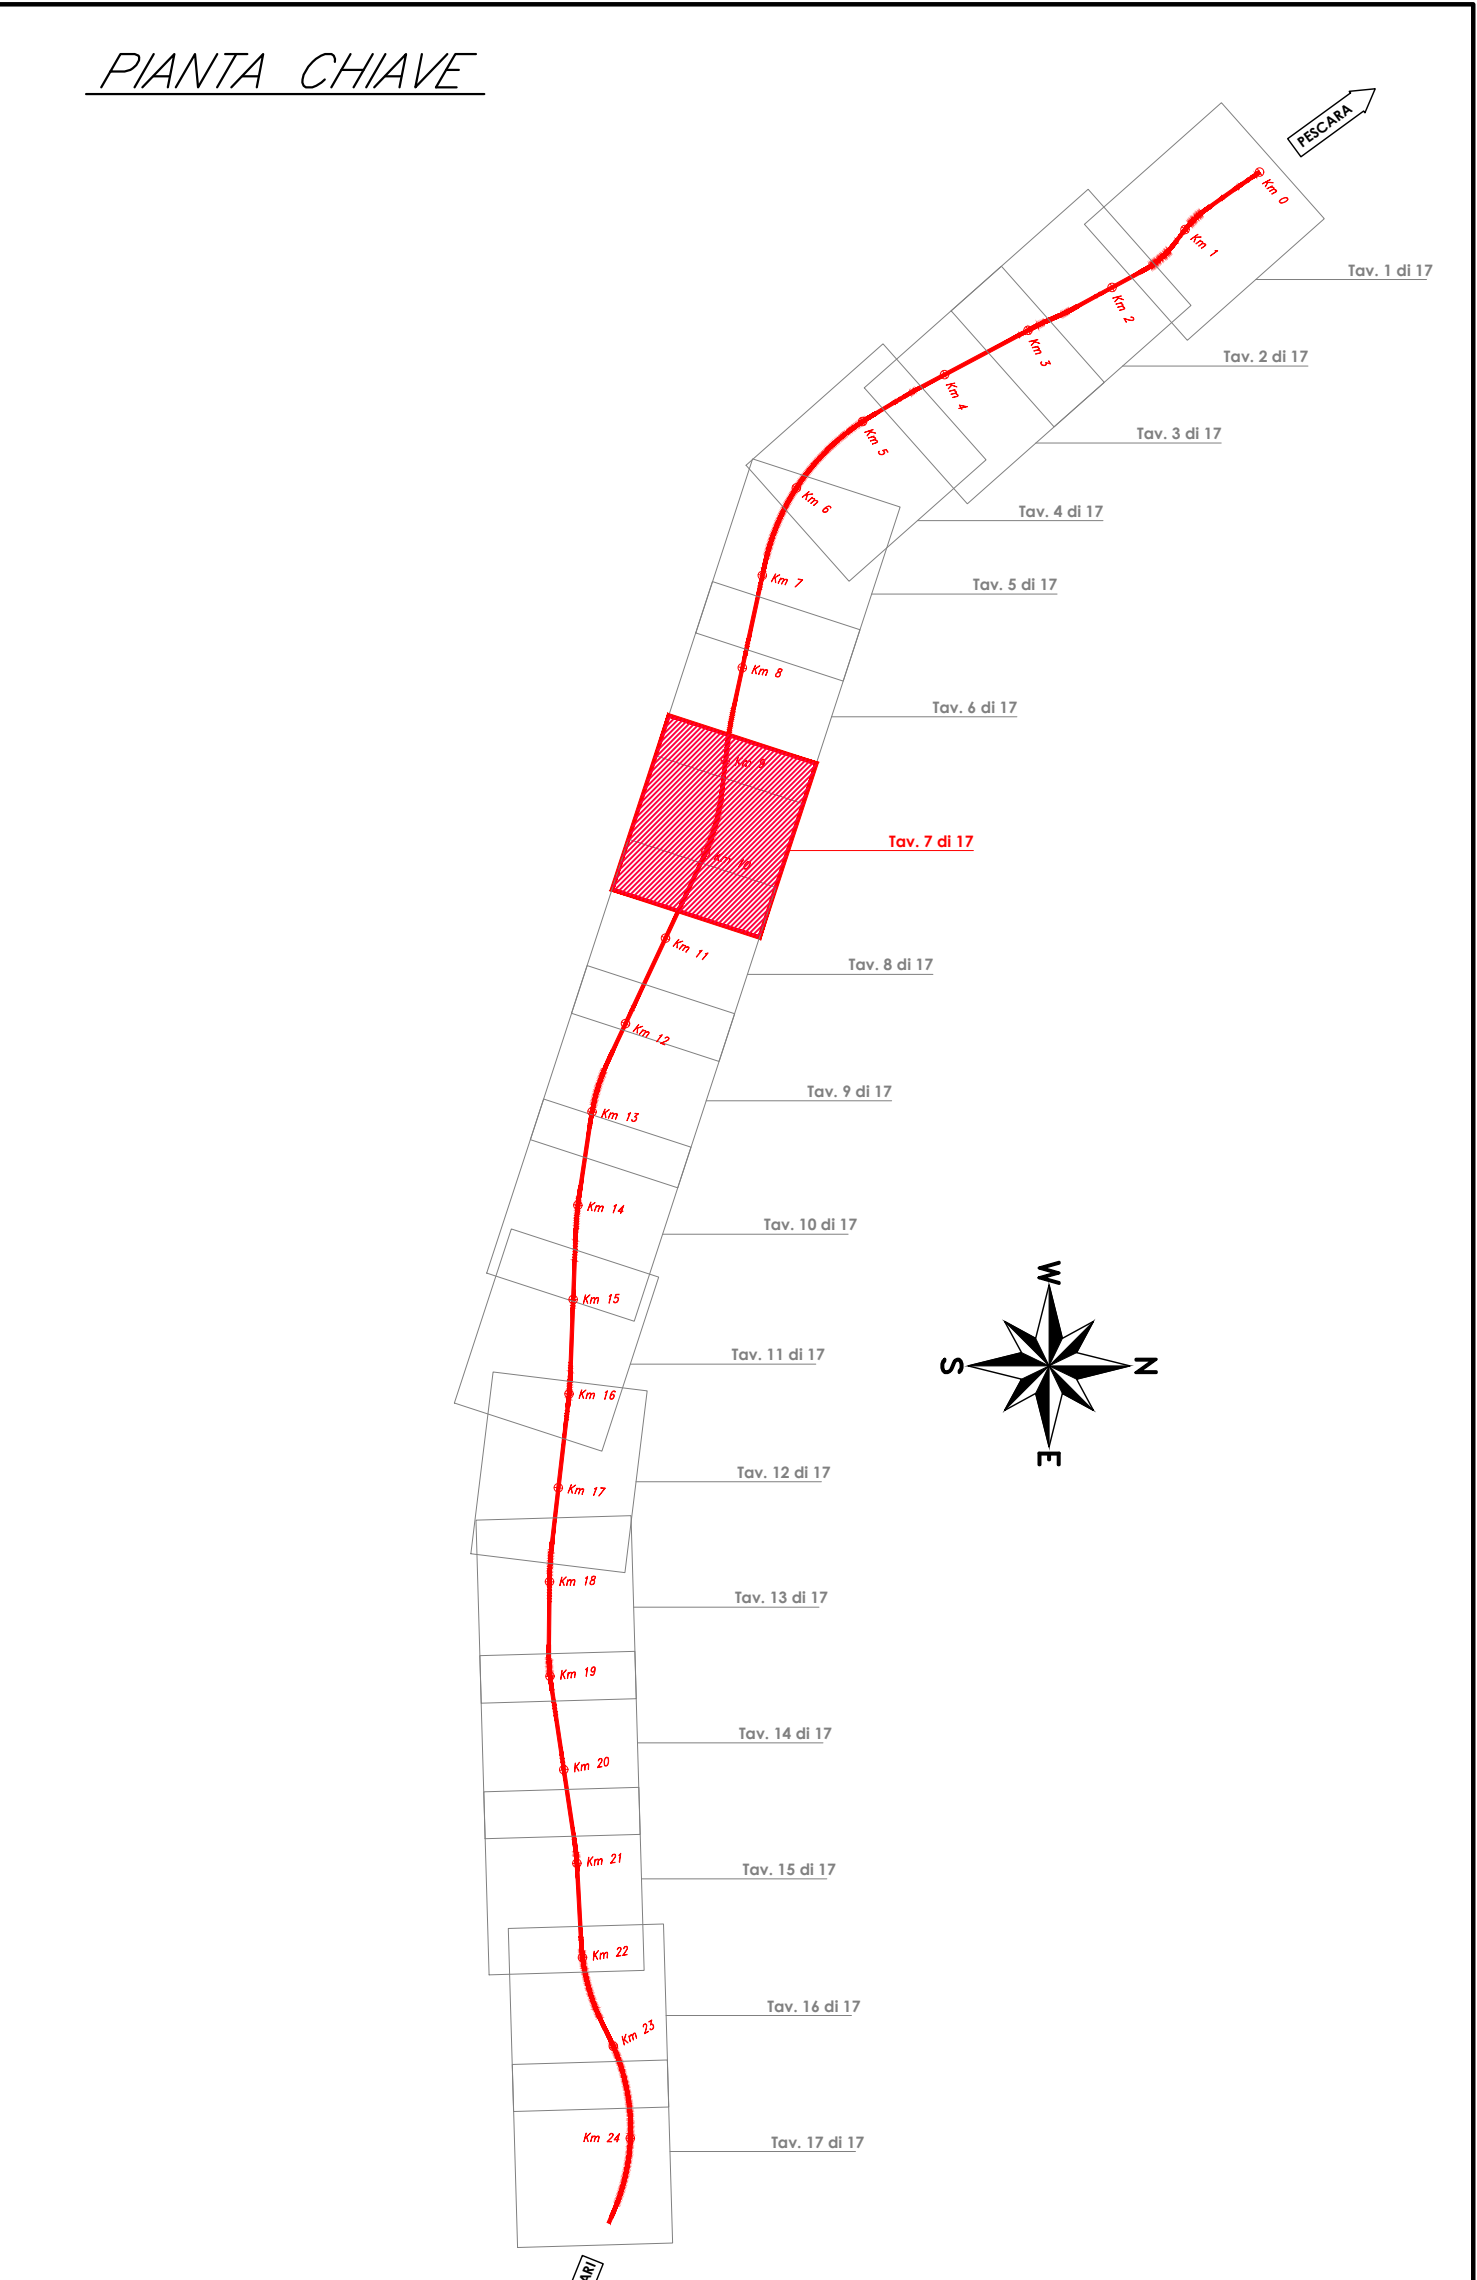 PIANTA CHIAVE
PESCARA
Km 0
Km 1
Tav. 1 di 17
Km 2
Km 3
Tav. 2 di 17
Km 4
Tav. 3 di 17
Km 5
Km 6
Tav. 4 di 17
Km 7
Tav. 5 di 17
Km 8
Tav. 6 di 17
Km 9
Tav. 7 di 17
Km 10
Km 11
Tav. 8 di 17
Km 12
Tav. 9 di 17
Km 13
Km 14
Tav. 10 di 17
W
S
N
E
Km 15
Tav. 11 di 17
Km 16
Tav. 12 di 17
Km 17
Km 18
Tav. 13 di 17
Km 19
Tav. 14 di 17
Km 20
Km 21
Tav. 15 di 17
Km 22
Tav. 16 di 17
Km 23
Km 24
Tav. 17 di 17